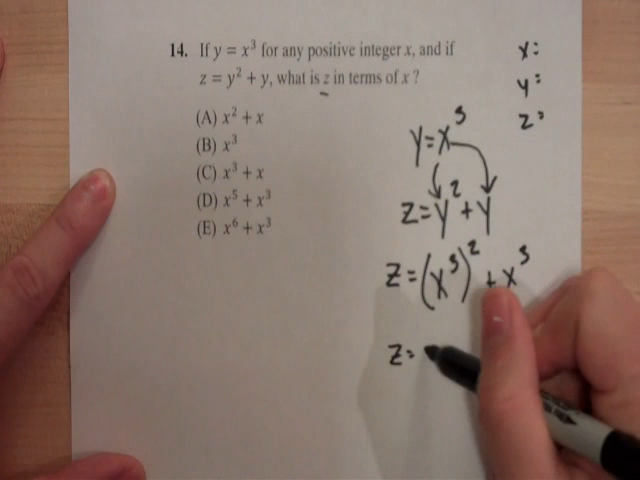 14. If y = x³ for any positive integer x, and if
z = y² + y, what is z in terms of x ?
(A) x² + x
(B) x³
(C) x³ + x
(D) x⁵ + x³
(E) x⁶ + x³
x:
y:
z:
y=x³
z=y²+y
z=(x³)²+x³
z=